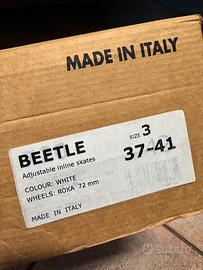 MADE IN ITALY
BEETLE
Adjustable inline skates
SIZE 3
37-41
COLOUR: WHITE
WHEELS: ROXA 72 mm
MADE IN ITALY
subito